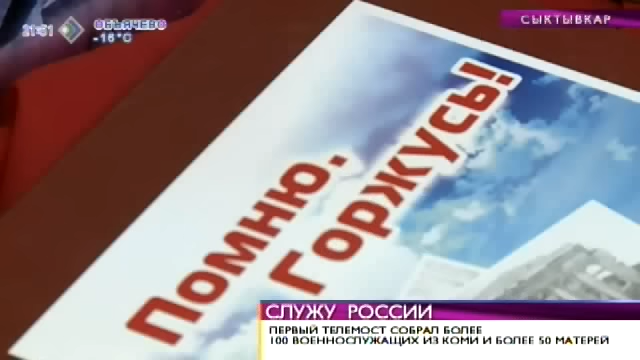 21:51
ОБЪЯЧЕВО
-16°C
СЫКТЫВКАР
Помню.
Горжусь!
СЛУЖУ РОССИИ
ПЕРВЫЙ ТЕЛЕМОСТ СОБРАЛ БОЛЕЕ
100 ВОЕННОСЛУЖАЩИХ ИЗ КОМИ И БОЛЕЕ 50 МАТЕРЕЙ